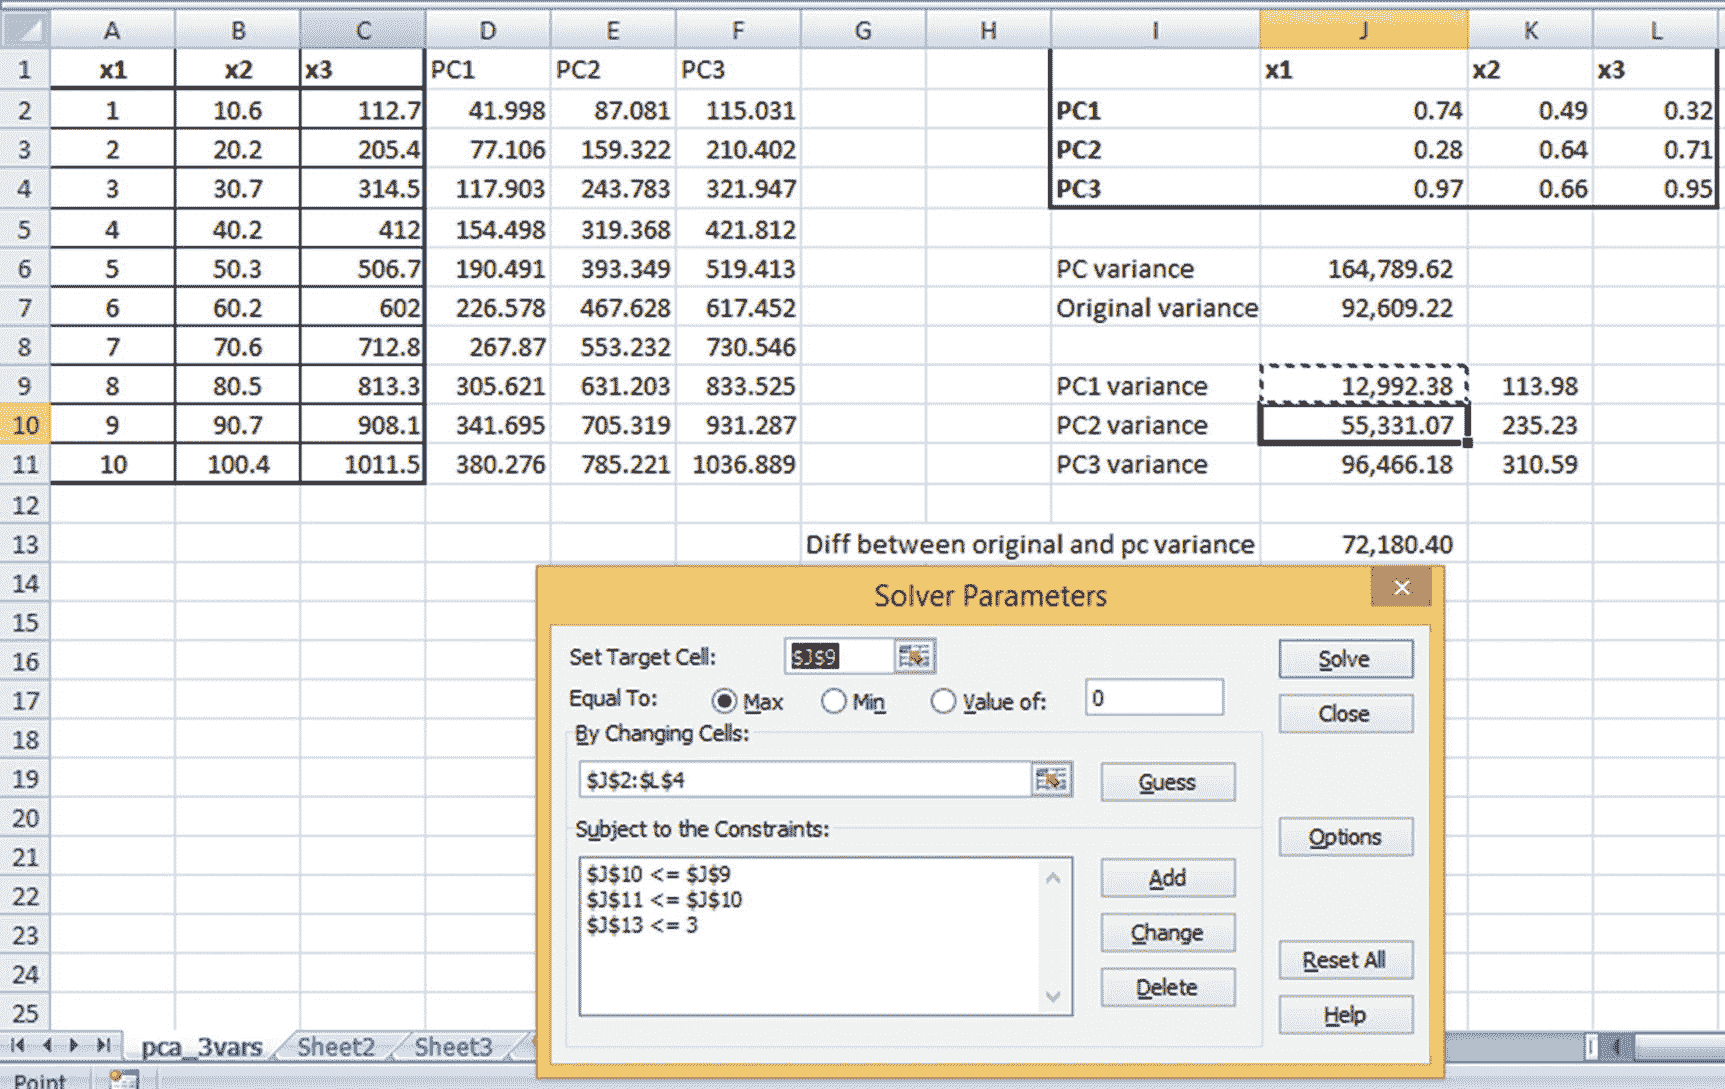 A B C D E F G H I J K L
1 x1 x2 x3 PC1 PC2 PC3 x1 x2 x3
2 1 10.6 112.7 41.998 87.081 115.031 PC1 0.74 0.49 0.32
3 2 20.2 205.4 77.106 159.322 210.402 PC2 0.28 0.64 0.71
4 3 30.7 314.5 117.903 243.783 321.947 PC3 0.97 0.66 0.95
5 4 40.2 412 154.498 319.368 421.812
6 5 50.3 506.7 190.491 393.349 519.413 PC variance 164,789.62
7 6 60.2 602 226.578 467.628 617.452 Original variance 92,609.22
8 7 70.6 712.8 267.87 553.232 730.546
9 8 80.5 813.3 305.621 631.203 833.525 PC1 variance 12,992.38 113.98
10 9 90.7 908.1 341.695 705.319 931.287 PC2 variance 55,331.07 235.23
11 10 100.4 1011.5 380.276 785.221 1036.889 PC3 variance 96,466.18 310.59
12
13 Diff between original and pc variance 72,180.40
14
15
16
17
18
19
20
21
22
23
24
25
Solver Parameters
Set Target Cell: $J$9 Solve
Equal To: Max Min Value of: 0 Close
By Changing Cells:
$J$2:$L$4 Guess
Subject to the Constraints: Options
$J$10 <= $J$9 Add
$J$11 <= $J$10
$J$13 <= 3 Change
Reset All
Delete
Help
pca_3vars Sheet2 Sheet3
Point